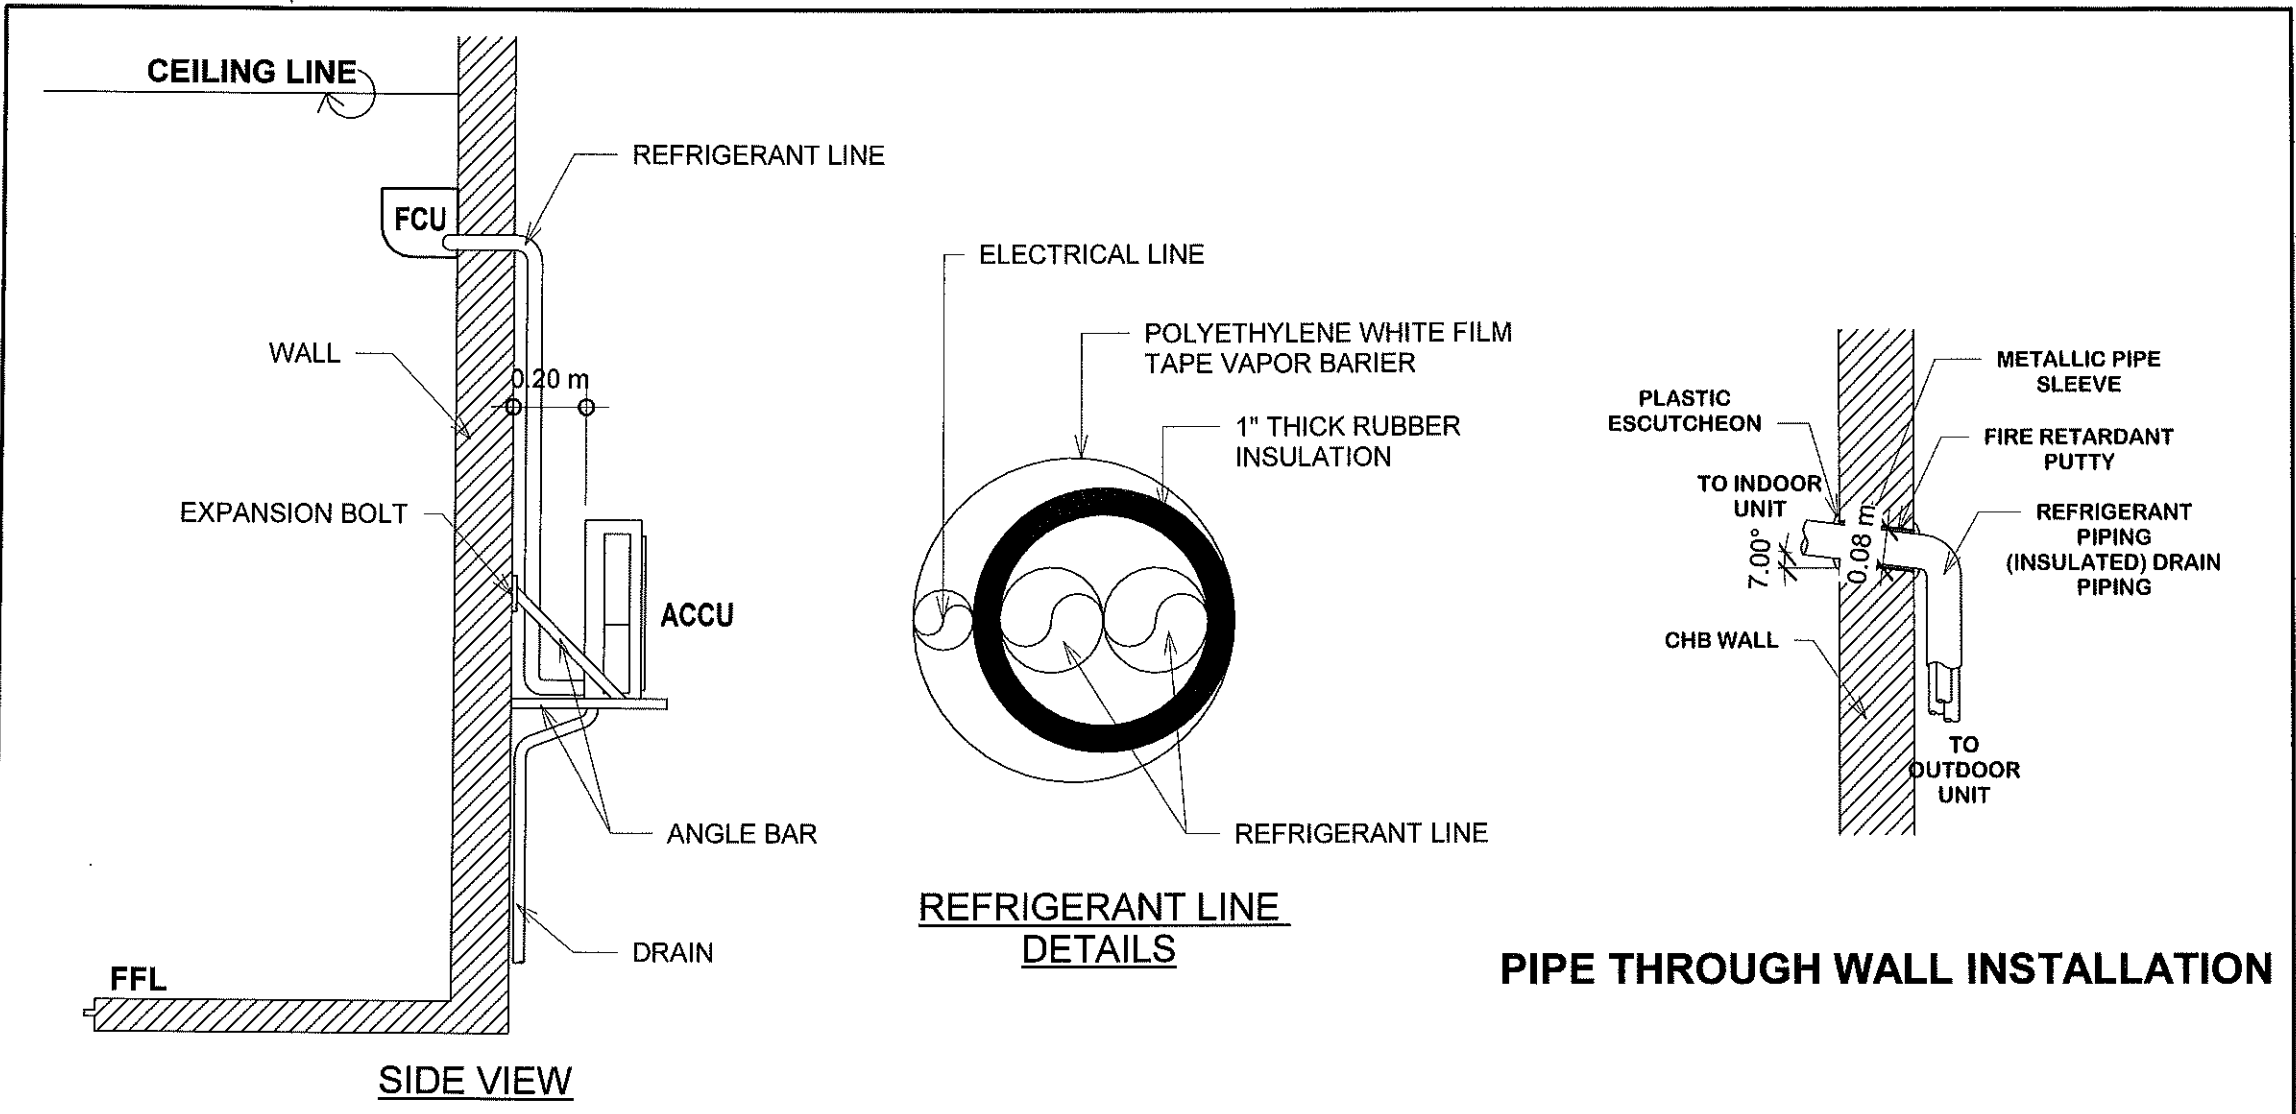 CEILING LINE
REFRIGERANT LINE
FCU
WALL
0.20 m
EXPANSION BOLT
ACCU
ANGLE BAR
DRAIN
FFL
SIDE VIEW
ELECTRICAL LINE
POLYETHYLENE WHITE FILM
TAPE VAPOR BARIER
1" THICK RUBBER
INSULATION
REFRIGERANT LINE
REFRIGERANT LINE
DETAILS
METALLIC PIPE
SLEEVE
PLASTIC
ESCUTCHEON
FIRE RETARDANT
PUTTY
TO INDOOR
UNIT
7.00°
0.08 m
REFRIGERANT
PIPING
(INSULATED) DRAIN
PIPING
CHB WALL
TO
OUTDOOR
UNIT
PIPE THROUGH WALL INSTALLATION